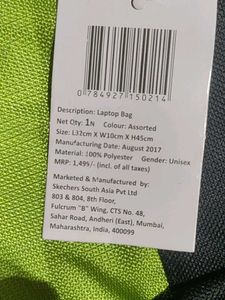 0 784927 150214
Description: Laptop Bag
Net Qty: 1N Colour: Assorted
Size: L32cm X W10cm X H45cm
Manufacturing Date: August 2017
Material: 100% Polyester Gender: Unisex
MRP: 1,499/- (incl. of all taxes)
Marketed & Manufactured by:
Skechers South Asia Pvt Ltd
803 & 804, 8th Floor,
Fulcrum "B" Wing, CTS No. 48,
Sahar Road, Andheri (East), Mumbai,
Maharashtra, India, 400099